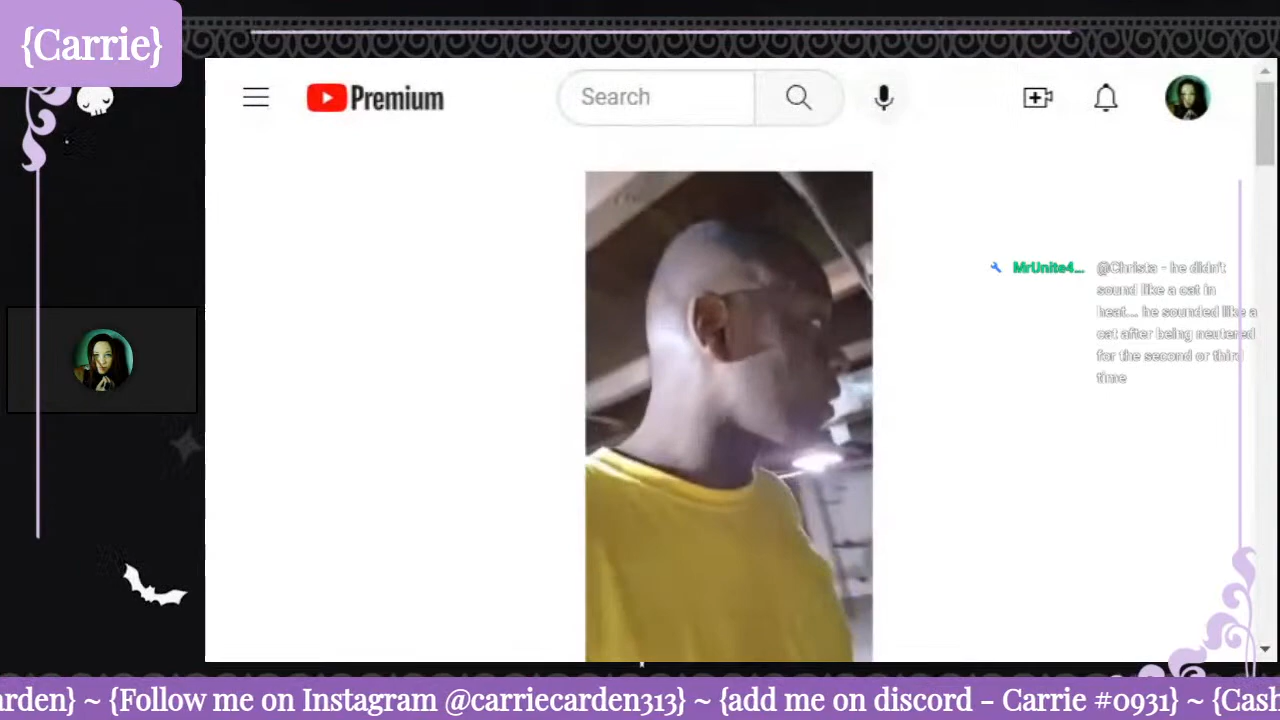 {Carrie}
Premium
Search
MrUnite4... @Christa - he didn't
sound like a cat in
heat.... he sounded like a
cat after being neutered
for the second or third
time
arden} ~ {Follow me on Instagram @carriecarden313} ~ {add me on discord - Carrie #0931} ~ {Cash